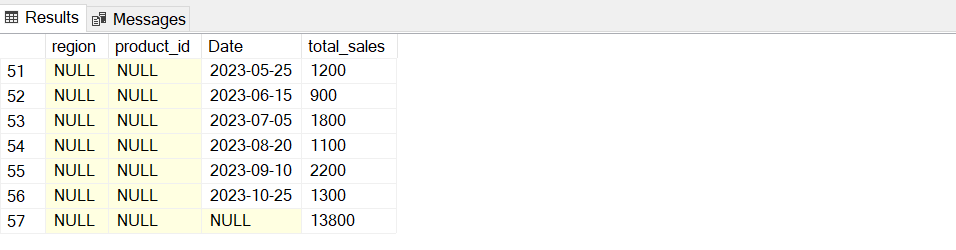 Results Messages
region product_id Date total_sales
51 NULL NULL 2023-05-25 1200
52 NULL NULL 2023-06-15 900
53 NULL NULL 2023-07-05 1800
54 NULL NULL 2023-08-20 1100
55 NULL NULL 2023-09-10 2200
56 NULL NULL 2023-10-25 1300
57 NULL NULL NULL 13800